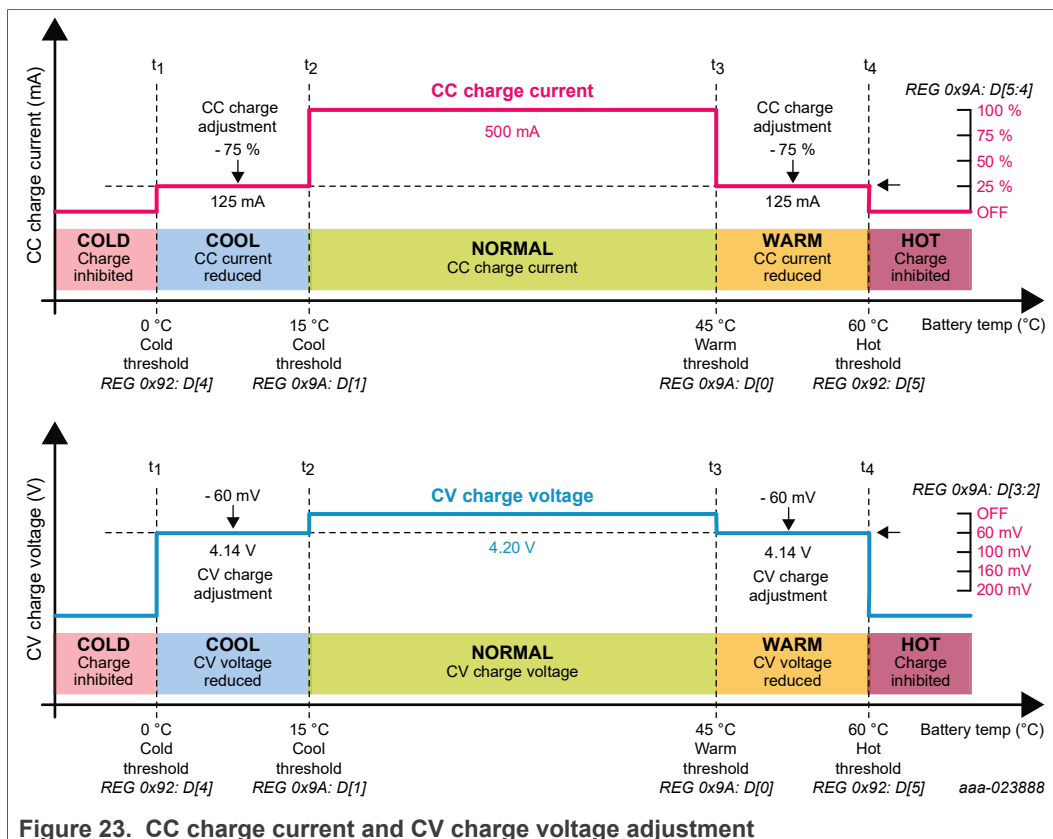 CC charge current (mA)
t1
t2
t3
t4
CC charge
adjustment
- 75 %
125 mA
CC charge current
500 mA
CC charge
adjustment
- 75 %
125 mA
REG 0x9A: D[5:4]
100 %
75 %
50 %
25 %
OFF
COLD
Charge
inhibited
COOL
CC current
reduced
NORMAL
CC charge current
WARM
CC current
reduced
HOT
Charge
inhibited
0 °C
Cold
threshold
REG 0x92: D[4]
15 °C
Cool
threshold
REG 0x9A: D[1]
45 °C
Warm
threshold
REG 0x9A: D[0]
60 °C
Hot
threshold
REG 0x92: D[5]
Battery temp (°C)
CV charge voltage (V)
t1
t2
t3
t4
- 60 mV
4.14 V
CV charge
adjustment
CV charge voltage
4.20 V
- 60 mV
4.14 V
CV charge
adjustment
REG 0x9A: D[3:2]
OFF
60 mV
100 mV
160 mV
200 mV
COLD
Charge
inhibited
COOL
CV voltage
reduced
NORMAL
CV charge voltage
WARM
CV voltage
reduced
HOT
Charge
inhibited
0 °C
Cold
threshold
REG 0x92: D[4]
15 °C
Cool
threshold
REG 0x9A: D[1]
45 °C
Warm
threshold
REG 0x9A: D[0]
60 °C
Hot
threshold
REG 0x92: D[5]
Battery temp (°C)
aaa-023888
Figure 23. CC charge current and CV charge voltage adjustment